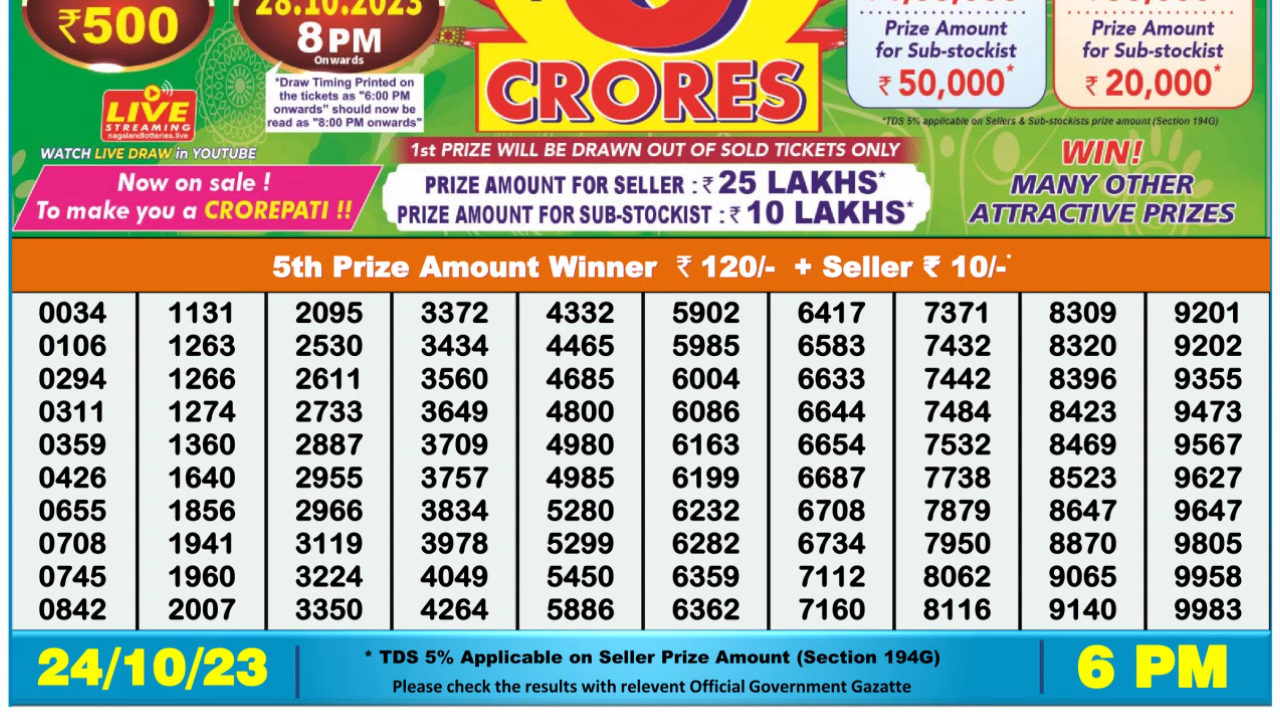 ₹500
28.10.2023
8 PM
Onwards
"Draw Timing Printed on
the tickets as "6:00 PM
onwards" should now be
read as "8:00 PM onwards"
LIVE
STREAMING
nagalandlotteries.live
WATCH LIVE DRAW in YOUTUBE
Now on sale !
To make you a CROREPATI !!
CRORES
Prize Amount
for Sub-stockist
₹ 50,000*
Prize Amount
for Sub-stockist
₹ 20,000*
*TDS 5% applicable on Sellers & Sub-stockists prize amount (Section 194G)
1st PRIZE WILL BE DRAWN OUT OF SOLD TICKETS ONLY
PRIZE AMOUNT FOR SELLER : ₹ 25 LAKHS*
PRIZE AMOUNT FOR SUB-STOCKIST : ₹ 10 LAKHS*
WIN!
MANY OTHER
ATTRACTIVE PRIZES
5th Prize Amount Winner ₹ 120/- + Seller ₹ 10/-*
0034 1131 2095 3372 4332 5902 6417 7371 8309 9201
0106 1263 2530 3434 4465 5985 6583 7432 8320 9202
0294 1266 2611 3560 4685 6004 6633 7442 8396 9355
0311 1274 2733 3649 4800 6086 6644 7484 8423 9473
0359 1360 2887 3709 4980 6163 6654 7532 8469 9567
0426 1640 2955 3757 4985 6199 6687 7738 8523 9627
0655 1856 2966 3834 5280 6232 6708 7879 8647 9647
0708 1941 3119 3978 5299 6282 6734 7950 8870 9805
0745 1960 3224 4049 5450 6359 7112 8062 9065 9958
0842 2007 3350 4264 5886 6362 7160 8116 9140 9983
24/10/23
* TDS 5% Applicable on Seller Prize Amount (Section 194G)
Please check the results with relevent Official Government Gazatte
6 PM